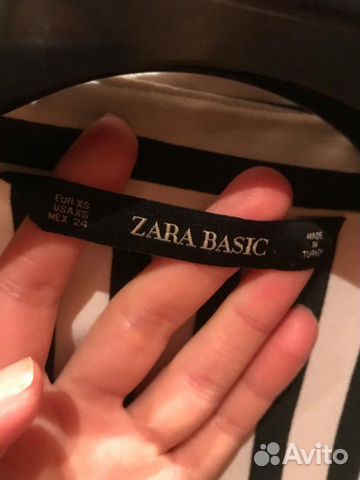 EUR XS
USA XS
MEX 24
ZARA BASIC
MADE
IN
TURKEY
Avito